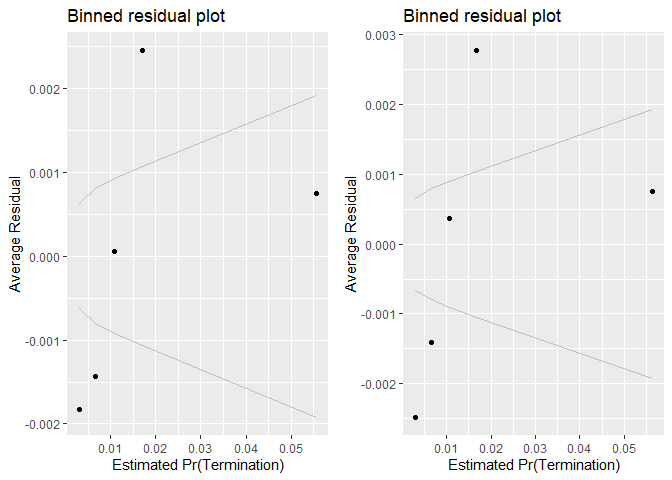 Binned residual plot
0.002
0.001
0.000
-0.001
-0.002
Average Residual
0.01 0.02 0.03 0.04 0.05
Estimated Pr(Termination)
Binned residual plot
0.003
0.002
0.001
0.000
-0.001
-0.002
Average Residual
0.01 0.02 0.03 0.04 0.05
Estimated Pr(Termination)